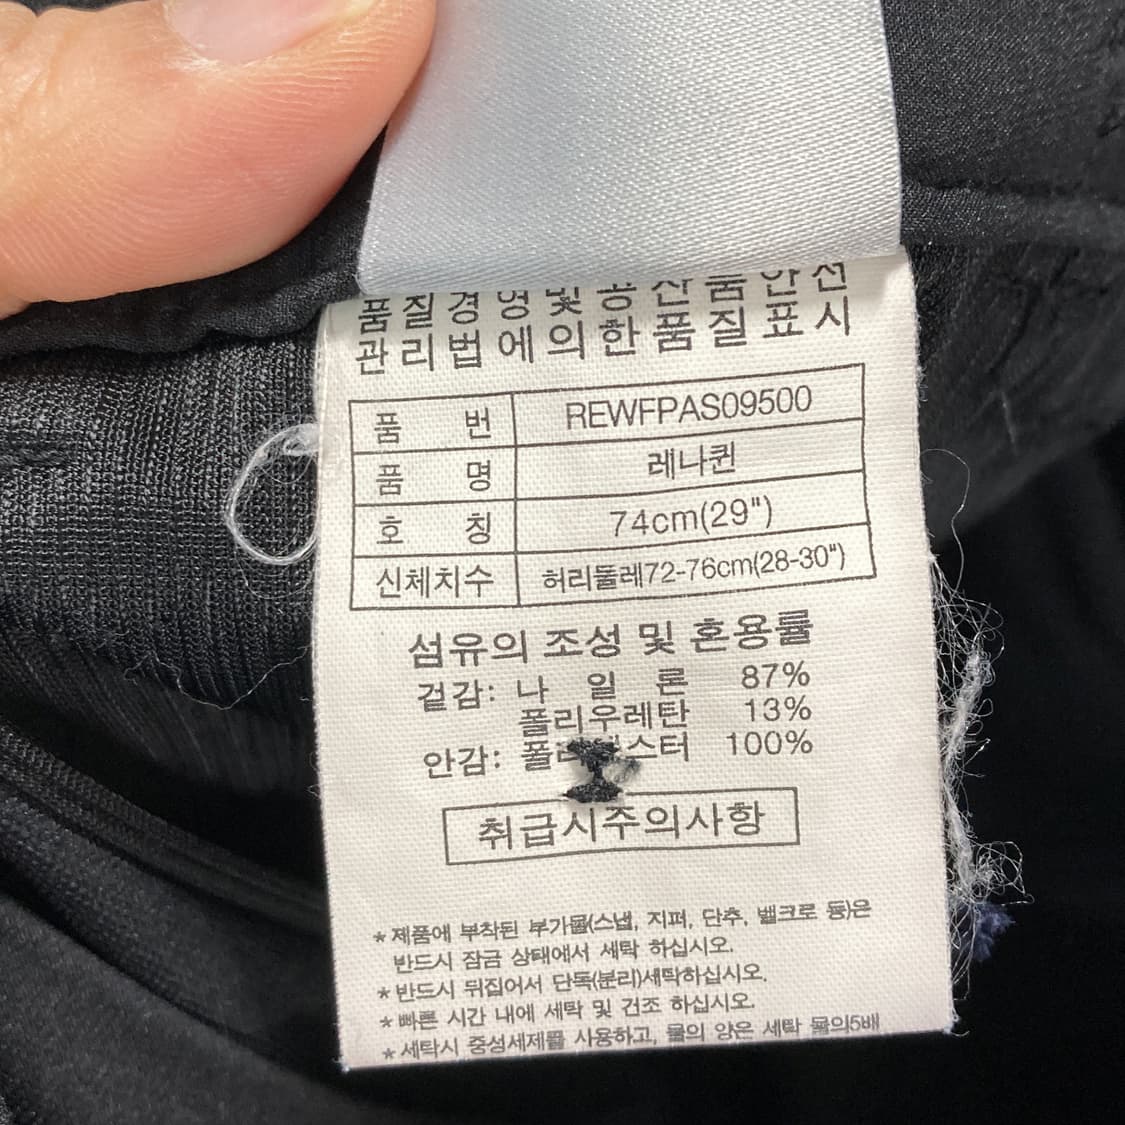 품질경영및공산품안전
관리법에의한품질표시
품 번 REWFPAS09500
품 명 레나퀸
호 칭 74cm(29")
신체치수 허리둘레72-76cm(28-30")
섬유의 조성 및 혼용률
겉감: 나 일 론 87%
폴리우레탄 13%
안감: 100%
취급시주의사항
*제품에 부착된 부가물(스냅, 지퍼, 단추, 밸크로 등)은
반드시 잠금 상태에서 세탁 하십시오.
*반드시 뒤집어서 단독(분리)세탁하십시오.
*빠른 시간 내에 세탁 및 건조 하십시오.
*세탁시 중성세제를 사용하고, 물의 양은 세탁 물의5배